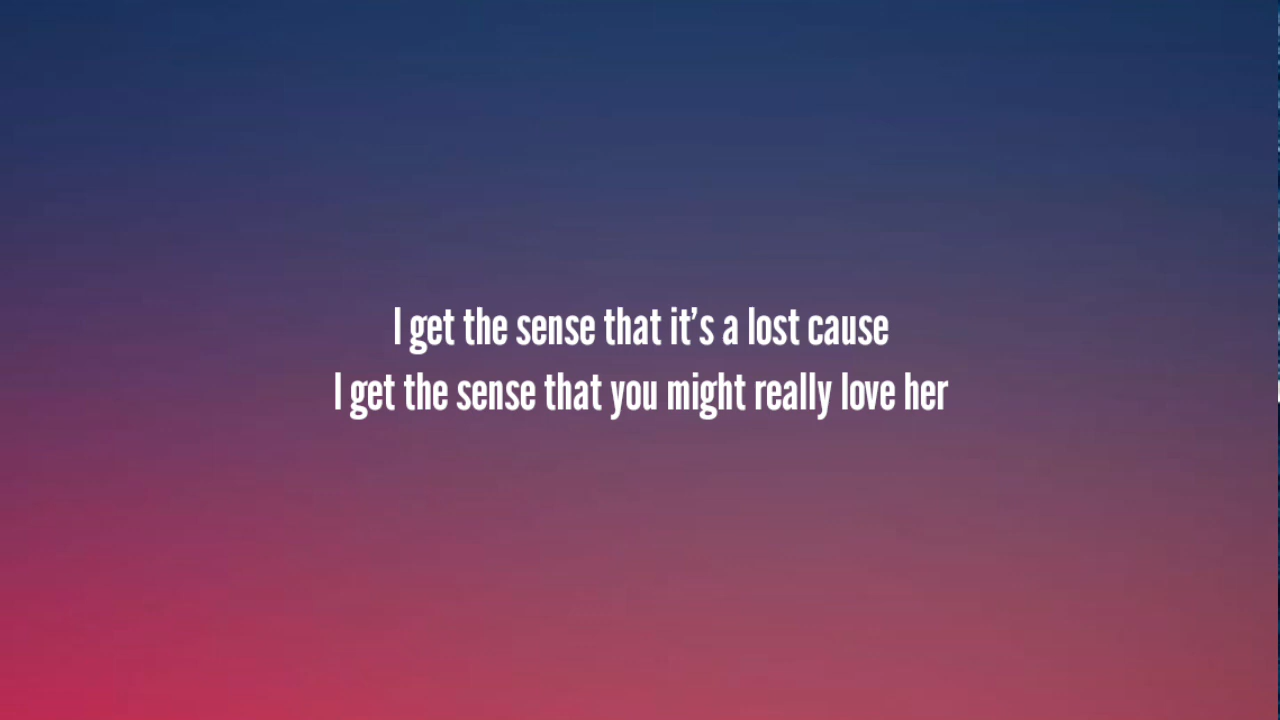 I get the sense that it’s a lost cause
I get the sense that you might really love her